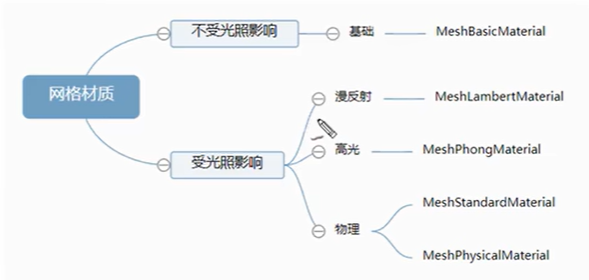 网格材质
不受光照影响
基础
MeshBasicMaterial
受光照影响
漫反射
MeshLambertMaterial
高光
MeshPhongMaterial
物理
MeshStandardMaterial
MeshPhysicalMaterial